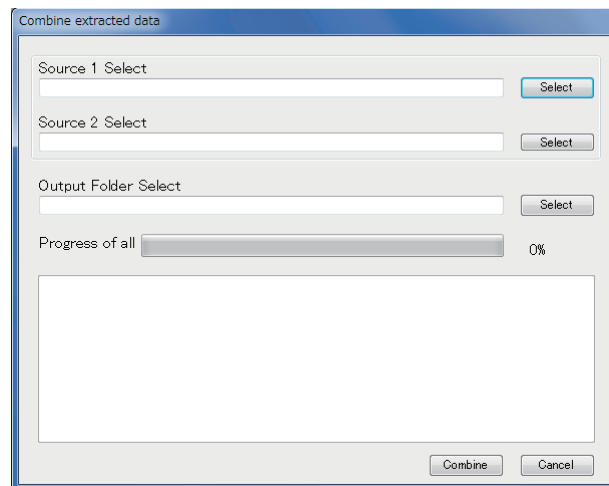 Combine extracted data
Source 1 Select
Select
Source 2 Select
Select
Output Folder Select
Select
Progress of all
0%
Combine
Cancel